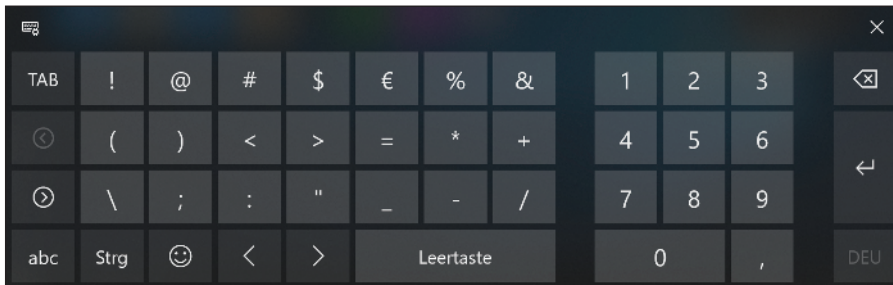 TAB ! @ # $ € % & 1 2 3
( ) < > = * + 4 5 6
\ ; : " _ - / 7 8 9
abc Strg < > Leertaste 0 , DEU